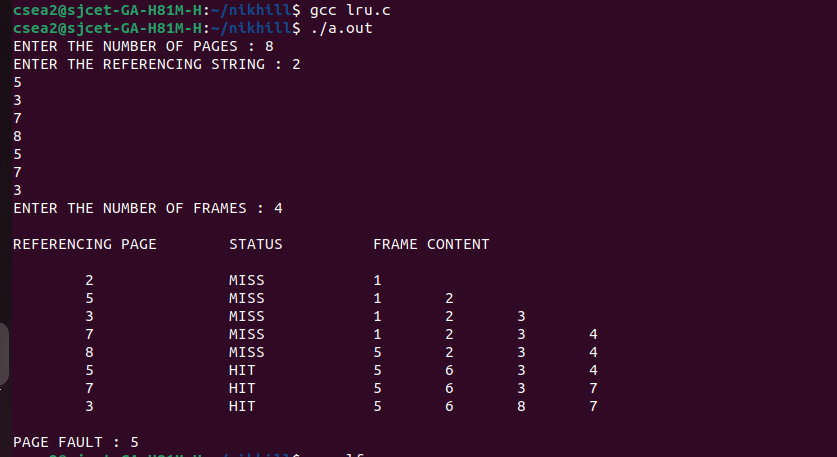 csea2@sjcet-GA-H81M-H:~/nikhill$ gcc lru.c
csea2@sjcet-GA-H81M-H:~/nikhill$ ./a.out
ENTER THE NUMBER OF PAGES : 8
ENTER THE REFERENCING STRING : 2
5
3
7
8
5
7
3
ENTER THE NUMBER OF FRAMES : 4
REFERENCING PAGE STATUS FRAME CONTENT
2 MISS 1
5 MISS 1 2
3 MISS 1 2 3
7 MISS 1 2 3 4
8 MISS 5 2 3 4
5 HIT 5 6 3 4
7 HIT 5 6 3 7
3 HIT 5 6 8 7
PAGE FAULT : 5